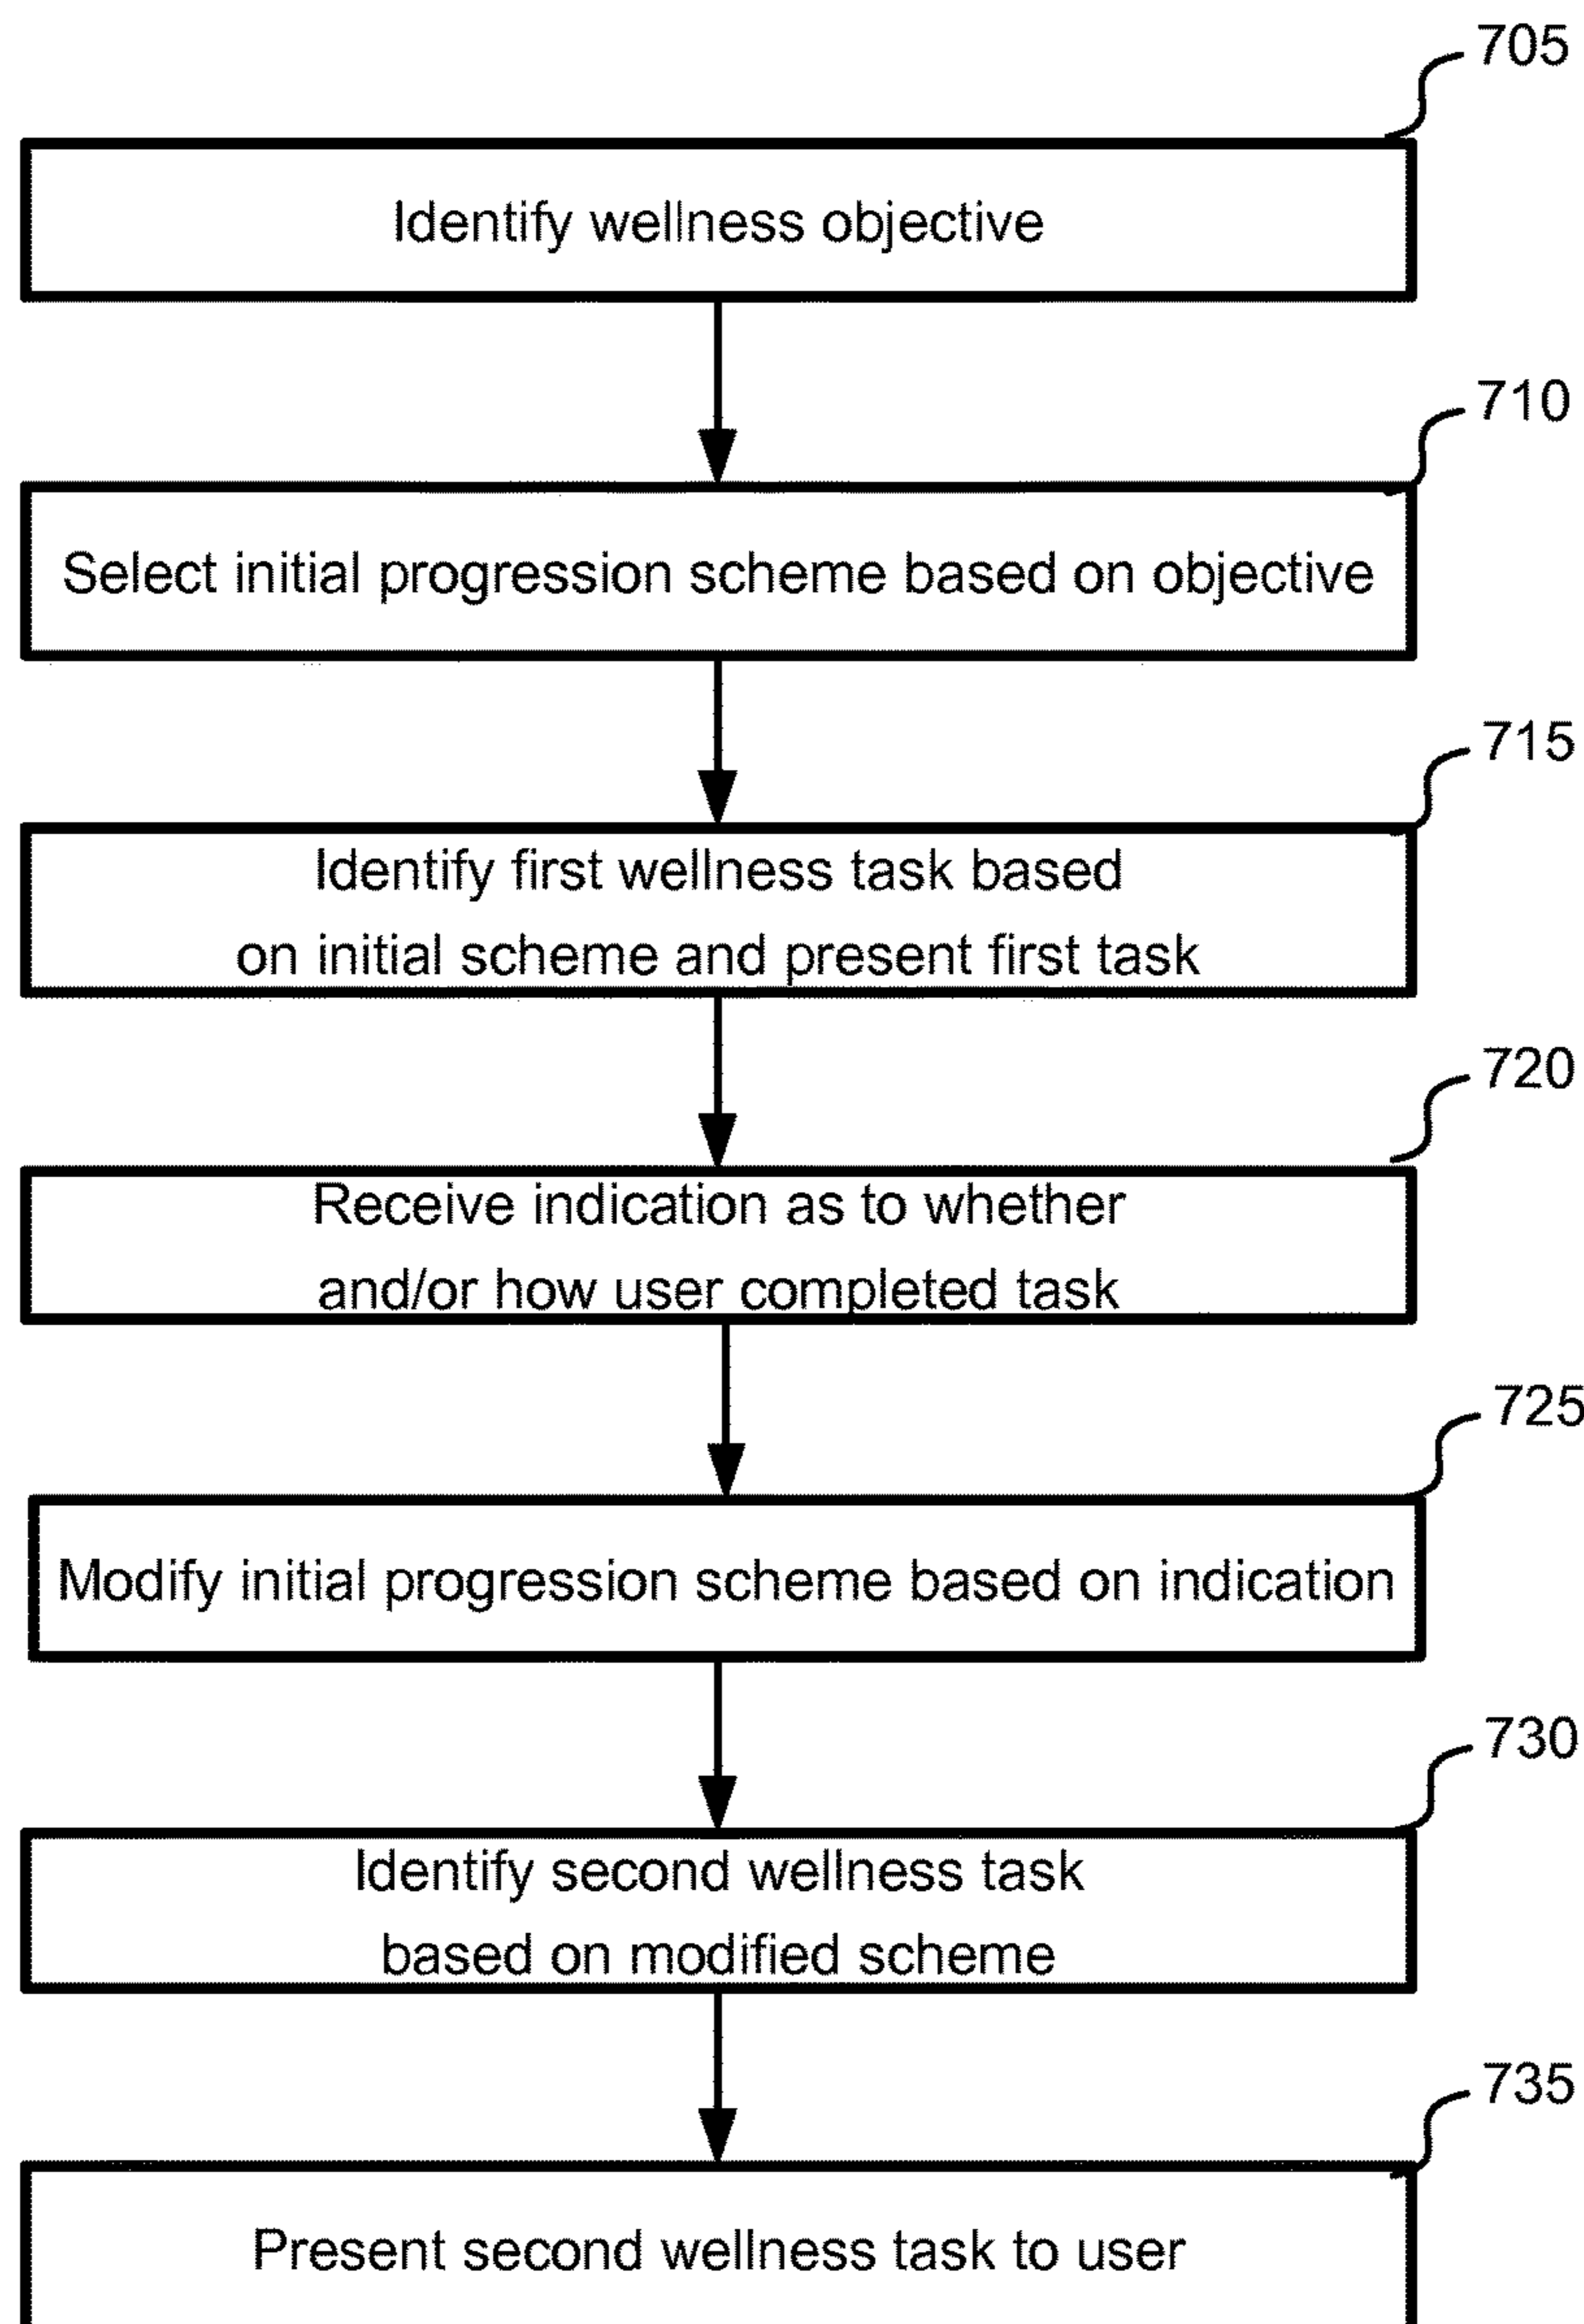 705
Identify wellness objective
710
Select initial progression scheme based on objective
715
Identify first wellness task based
on initial scheme and present first task
720
Receive indication as to whether
and/or how user completed task
725
Modify initial progression scheme based on indication
730
Identify second wellness task
based on modified scheme
735
Present second wellness task to user